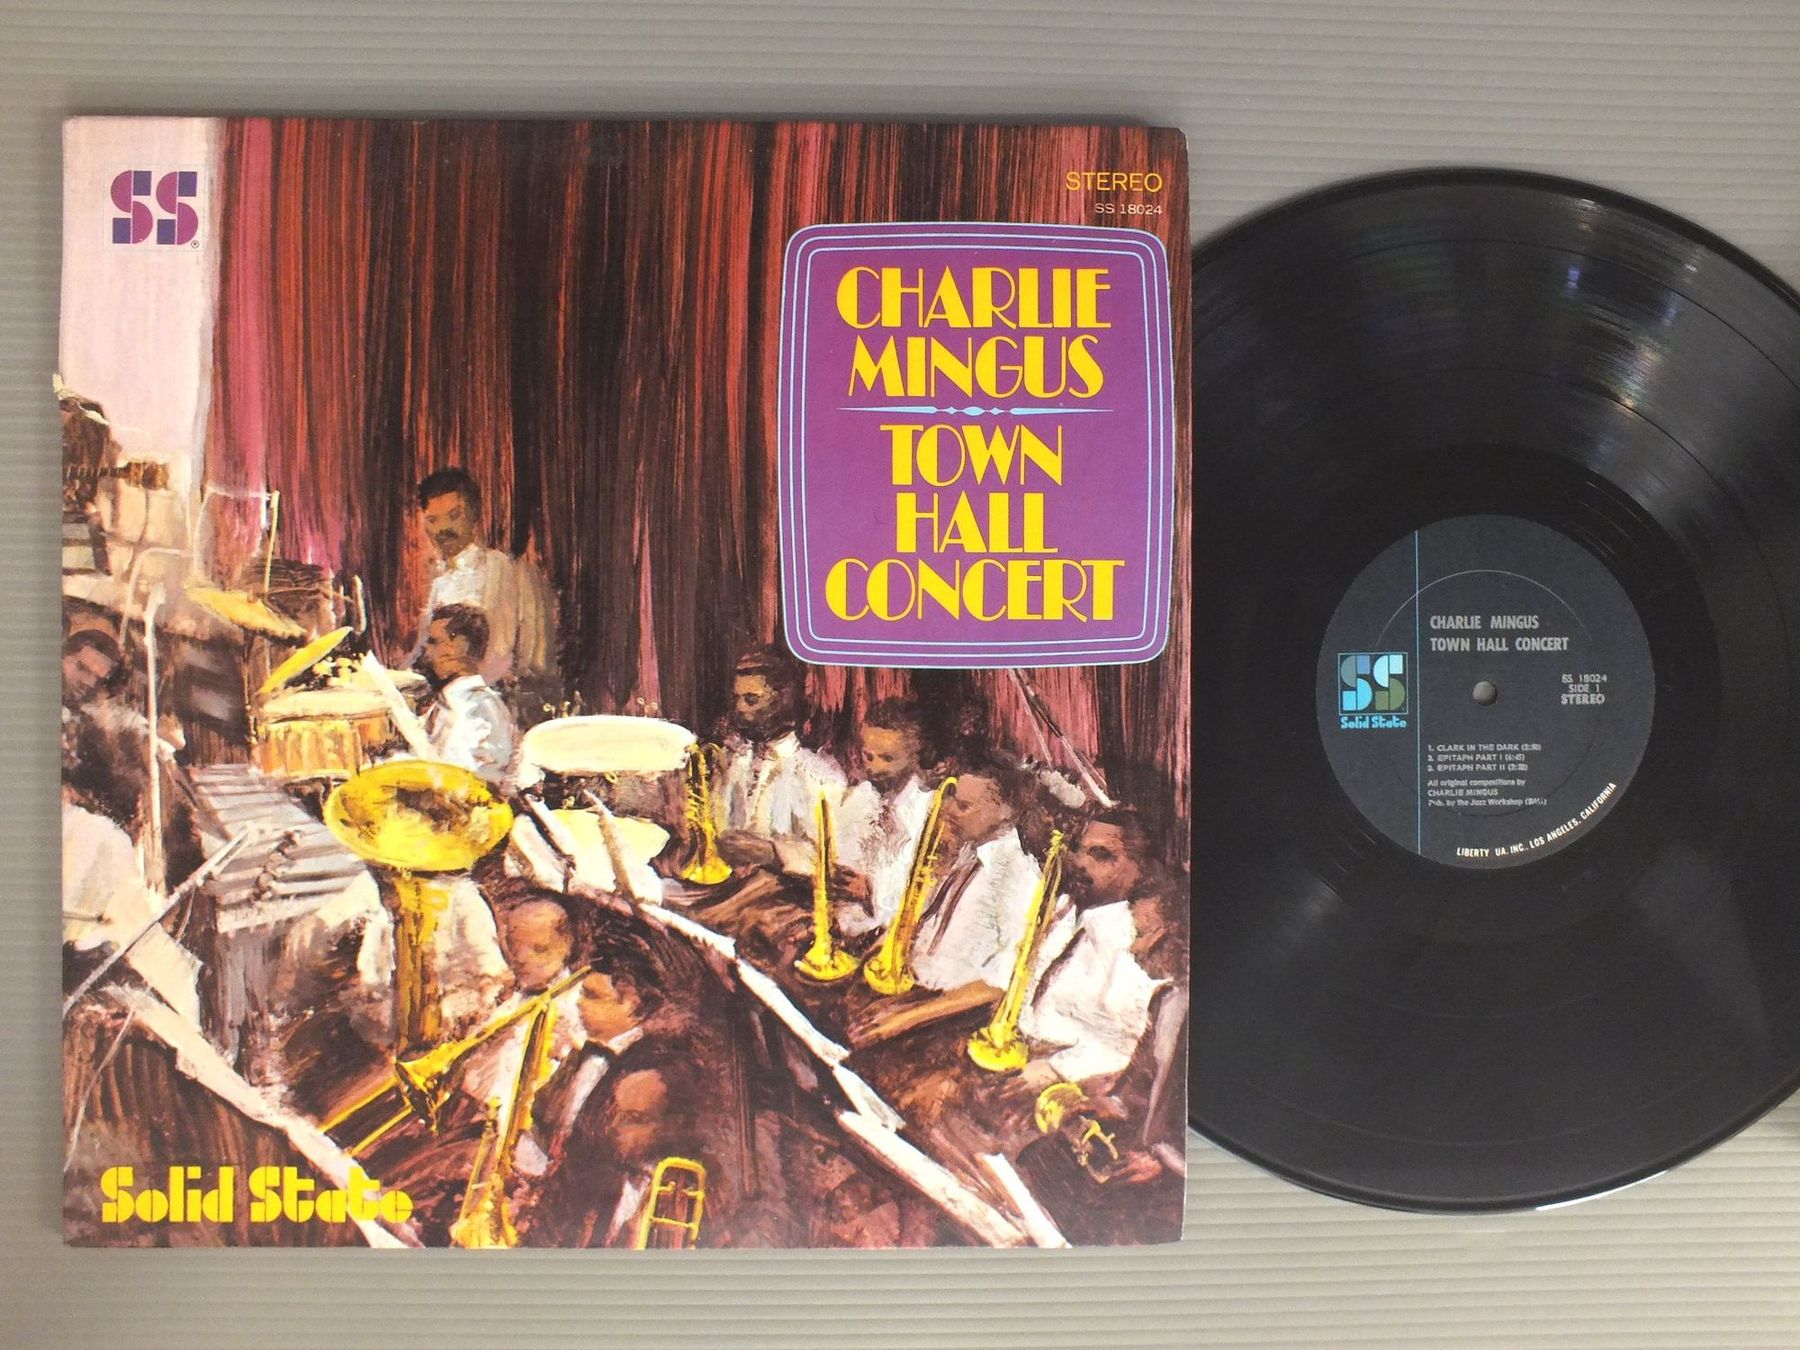 SS
STEREO
SS 18024
CHARLIE
MINGUS
TOWN
HALL
CONCERT
Solid State
CHARLIE MINGUS
TOWN HALL CONCERT
SS 18024
SIDE 1
STEREO
SS
Solid State
1. CLARK IN THE DARK
2. EPITAPH PART I
3. EPITAPH PART II
All original compositions by
CHARLIE MINGUS
Pub. by the Jazz Workshop (BMI)
LIBERTY UA, INC., LOS ANGELES, CALIFORNIA